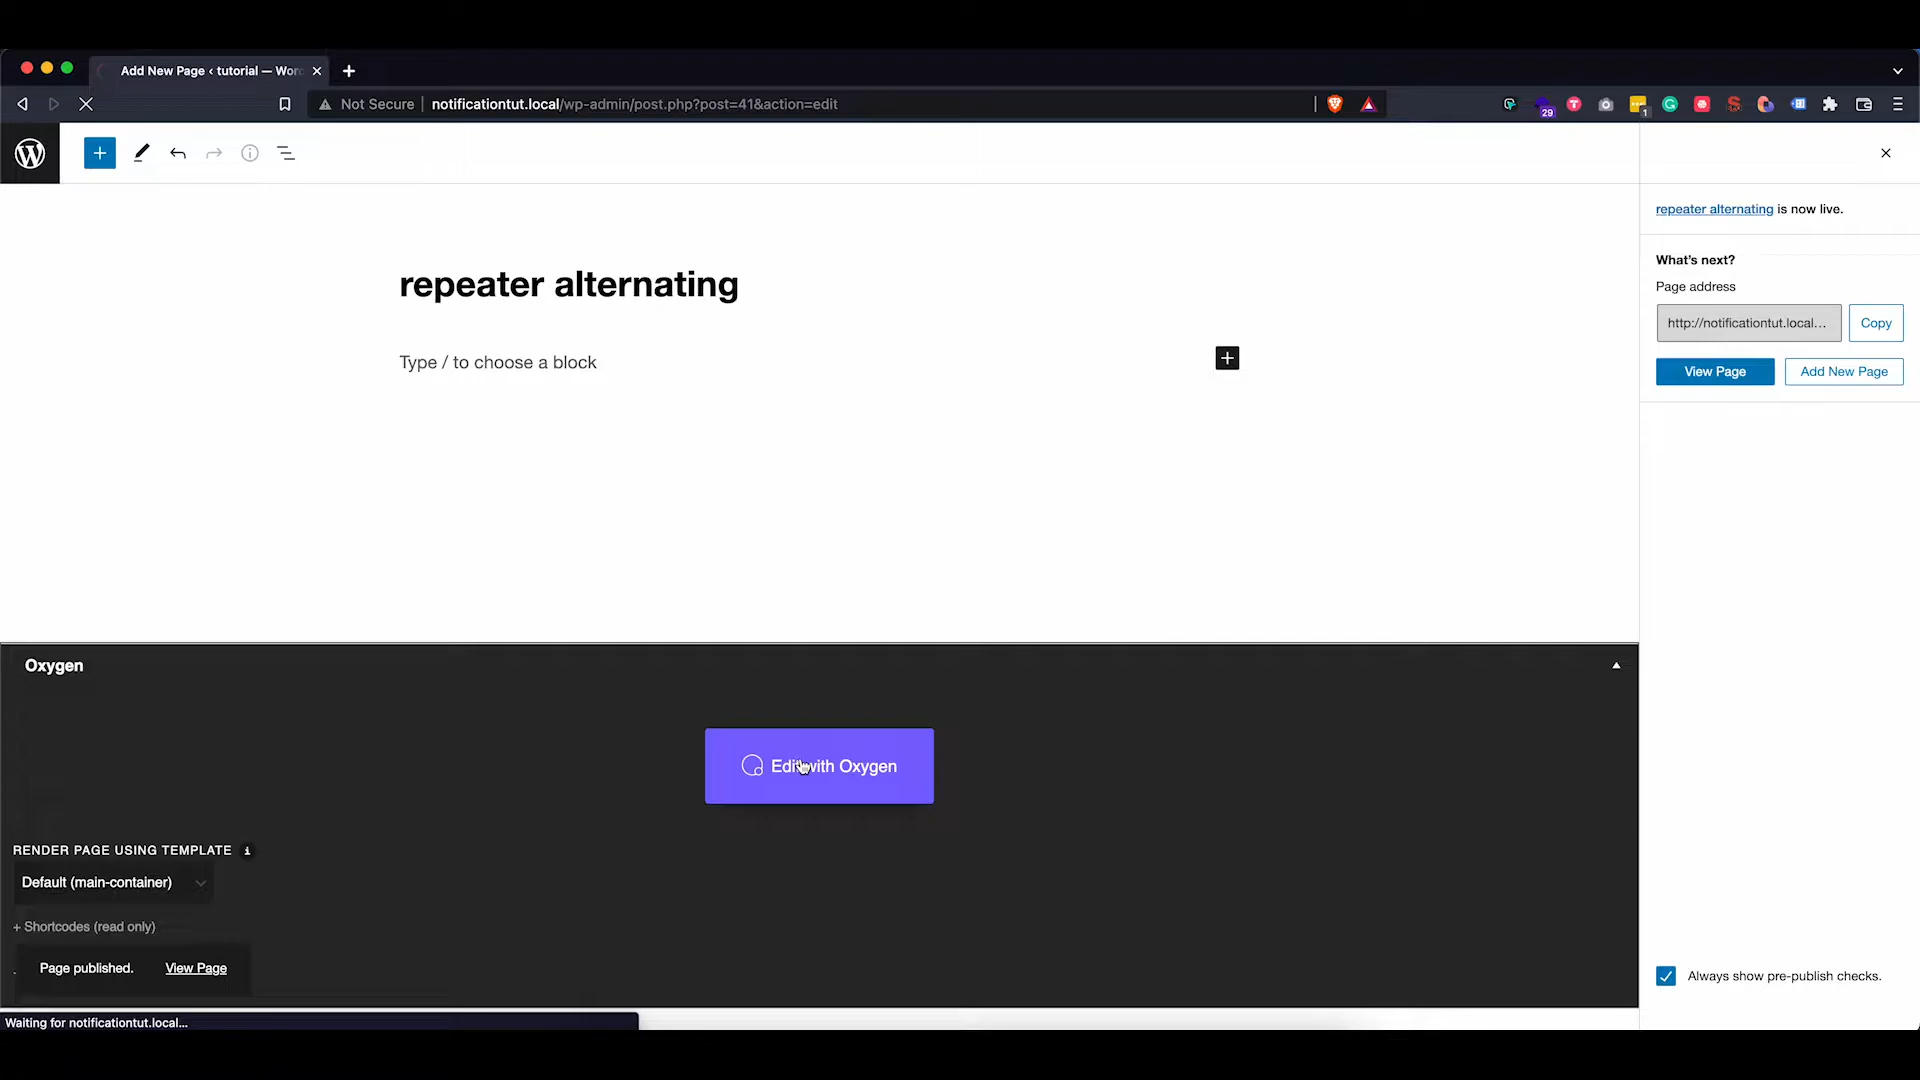 Add New Page ‹ tutorial — Wor
Not Secure
notificationtut.local/wp-admin/post.php?post=41&action=edit
29
1
repeater alternating is now live.
repeater alternating
What's next?
Page address
http://notificationtut.local...
Copy
Type / to choose a block
View Page
Add New Page
Oxygen
Edit with Oxygen
RENDER PAGE USING TEMPLATE
Default (main-container)
+ Shortcodes (read only)
Page published.
View Page
Always show pre-publish checks.
Waiting for notificationtut.local...